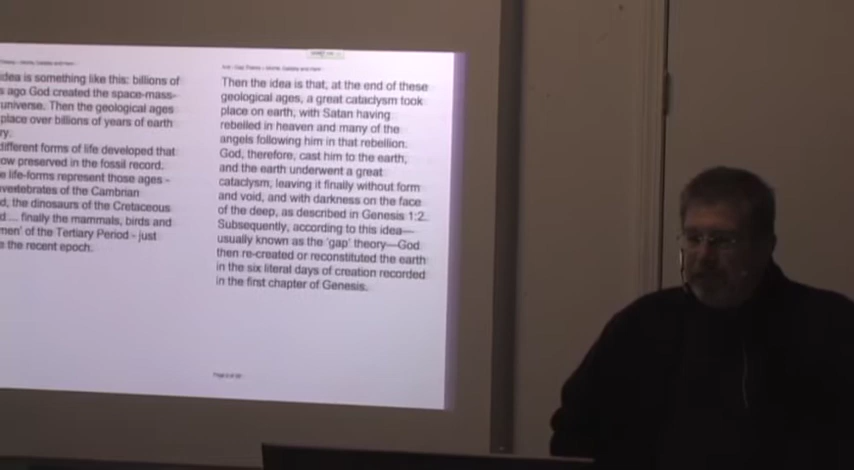 idea is something like this: billions of
s ago God created the space-mass-
universe. Then the geological ages
place over billions of years of earth
ry.
different forms of life developed that
ow preserved in the fossil record.
e life-forms represent those ages -
vertebrates of the Cambrian
d, the dinosaurs of the Cretaceous
d ... finally the mammals, birds and
men' of the Tertiary Period - just
e the recent epoch.
Then the idea is that, at the end of these
geological ages, a great cataclysm took
place on earth, with Satan having
rebelled in heaven and many of the
angels following him in that rebellion.
God, therefore, cast him to the earth,
and the earth underwent a great
cataclysm, leaving it finally without form
and void, and with darkness on the face
of the deep, as described in Genesis 1:2.
Subsequently, according to this idea—
usually known as the 'gap' theory—God
then re-created or reconstituted the earth
in the six literal days of creation recorded
in the first chapter of Genesis.